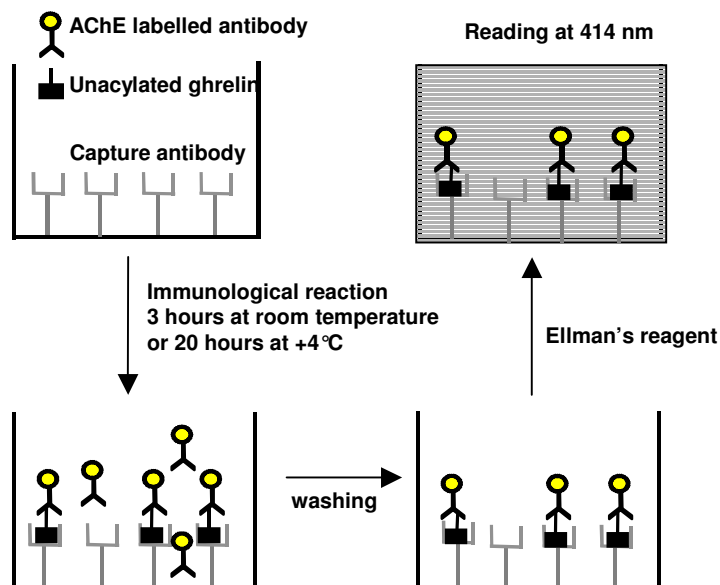 AChE labelled antibody
Unacylated ghrelin
Capture antibody
Reading at 414 nm
Immunological reaction
3 hours at room temperature
or 20 hours at +4°C
Ellman's reagent
washing